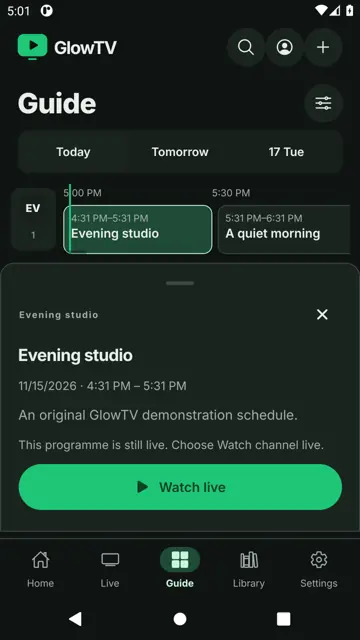 5:01
GlowTV
Guide
Today
Tomorrow
17 Tue
5:00 PM
5:30 PM
EV
1
4:31 PM–5:31 PM
Evening studio
5:31 PM–6:31 PM
A quiet morning
Evening studio
Evening studio
11/15/2026 · 4:31 PM – 5:31 PM
An original GlowTV demonstration schedule.
This programme is still live. Choose Watch channel live.
Watch live
Home
Live
Guide
Library
Settings